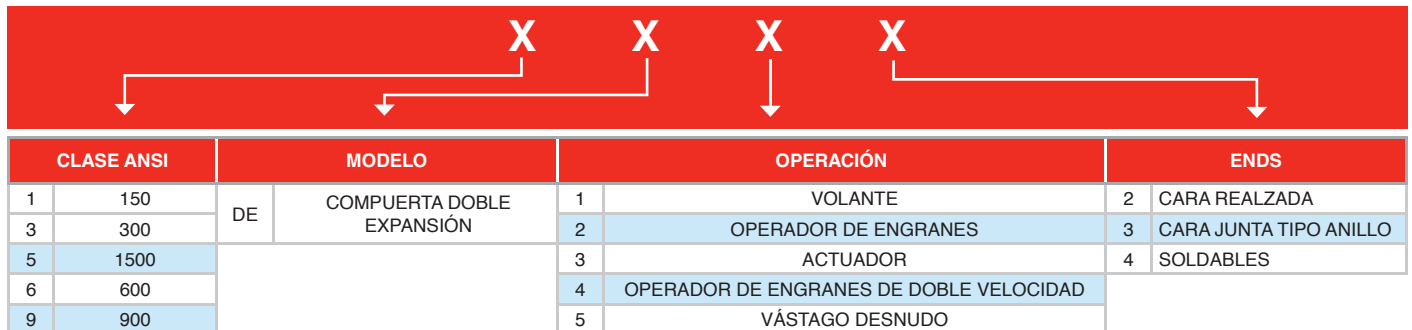 X X X X
CLASE ANSI MODELO OPERACIÓN ENDS
1 150 DE COMPUERTA DOBLE EXPANSIÓN 1 VOLANTE 2 CARA REALZADA
3 300 2 OPERADOR DE ENGRANES 3 CARA JUNTA TIPO ANILLO
5 1500 3 ACTUADOR 4 SOLDABLES
6 600 4 OPERADOR DE ENGRANES DE DOBLE VELOCIDAD
9 900 5 VÁSTAGO DESNUDO